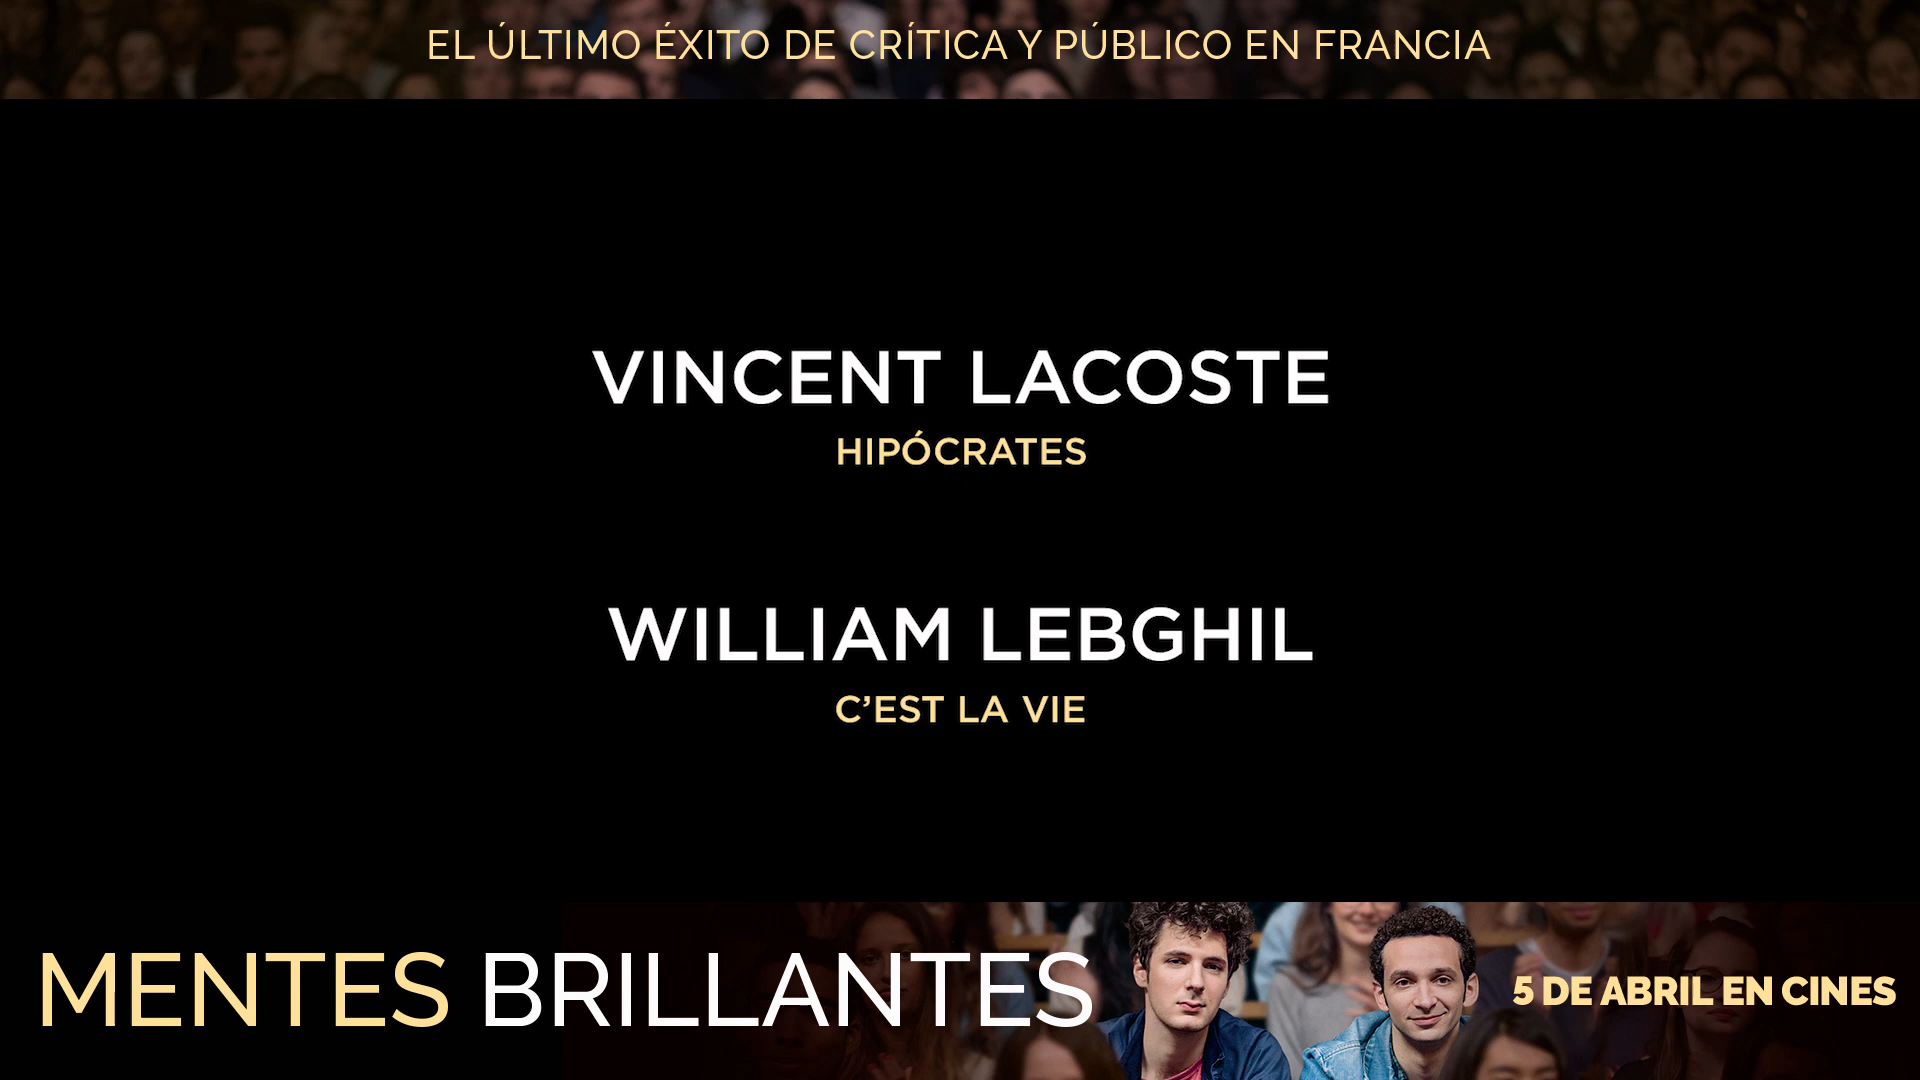 EL ÚLTIMO ÉXITO DE CRÍTICA Y PÚBLICO EN FRANCIA
VINCENT LACOSTE
HIPÓCRATES
WILLIAM LEBGHIL
C’EST LA VIE
MENTES BRILLANTES
5 DE ABRIL EN CINES